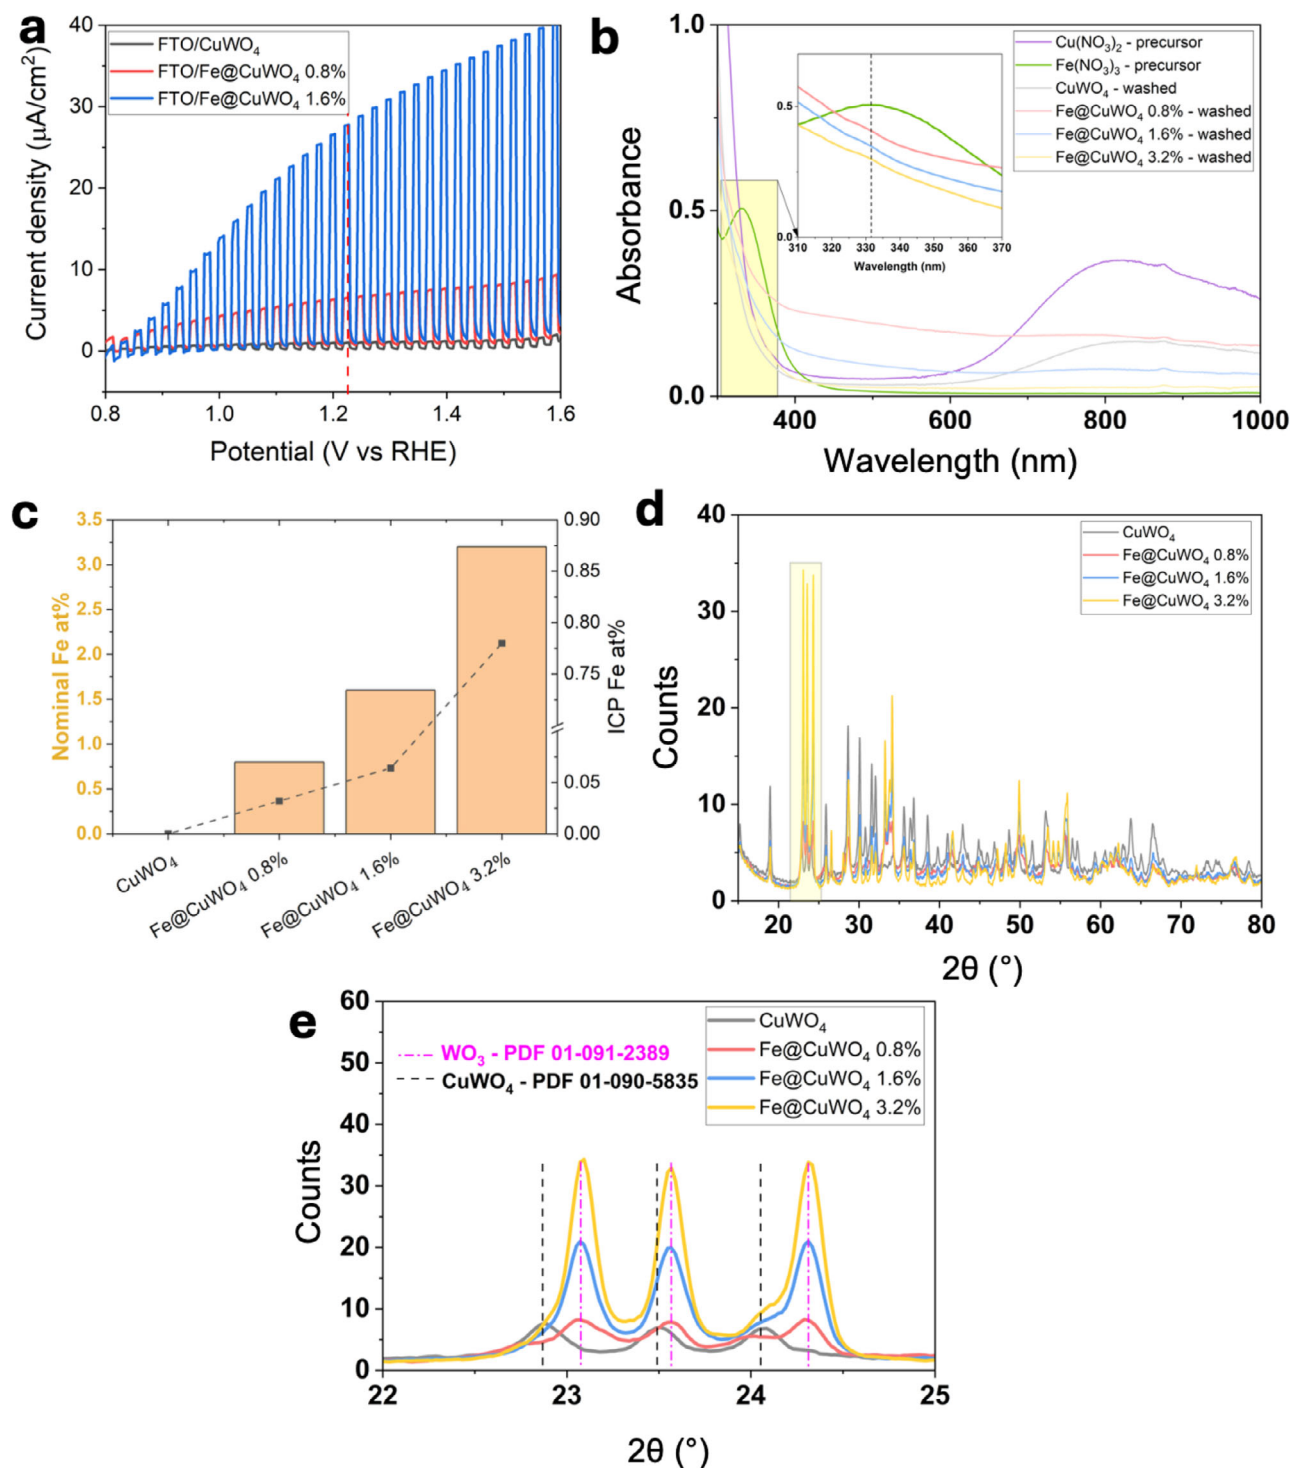 a
40
30
20
10
0
Current density (µA/cm²)
FTO/CuWO₄
FTO/Fe@CuWO₄ 0.8%
FTO/Fe@CuWO₄ 1.6%
0.8 1.0 1.2 1.4 1.6
Potential (V vs RHE)
b
1.0
0.5
0.0
Absorbance
Cu(NO₃)₂ - precursor
Fe(NO₃)₃ - precursor
CuWO₄ - washed
Fe@CuWO₄ 0.8% - washed
Fe@CuWO₄ 1.6% - washed
Fe@CuWO₄ 3.2% - washed
0.5
0.0
310 320 330 340 350 360 370
Wavelength (nm)
400 600 800 1000
Wavelength (nm)
c
3.5
3.0
2.5
2.0
1.5
1.0
0.5
0.0
Nominal Fe at%
0.90
0.85
0.80
0.75
0.05
0.00
ICP Fe at%
CuWO₄
Fe@CuWO₄ 0.8%
Fe@CuWO₄ 1.6%
Fe@CuWO₄ 3.2%
d
40
30
20
10
0
Counts
CuWO₄
Fe@CuWO₄ 0.8%
Fe@CuWO₄ 1.6%
Fe@CuWO₄ 3.2%
20 30 40 50 60 70 80
2θ (°)
e
60
50
40
30
20
10
0
Counts
WO₃ - PDF 01-091-2389
CuWO₄ - PDF 01-090-5835
CuWO₄
Fe@CuWO₄ 0.8%
Fe@CuWO₄ 1.6%
Fe@CuWO₄ 3.2%
22 23 24 25
2θ (°)